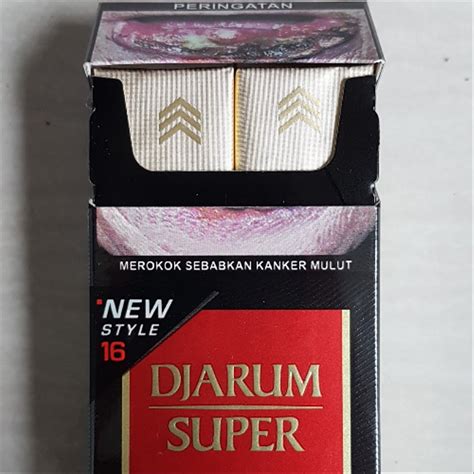 PERINGATAN
MEROKOK SEBABKAN KANKER MULUT
NEW
STYLE
16
DJARUM
SUPER